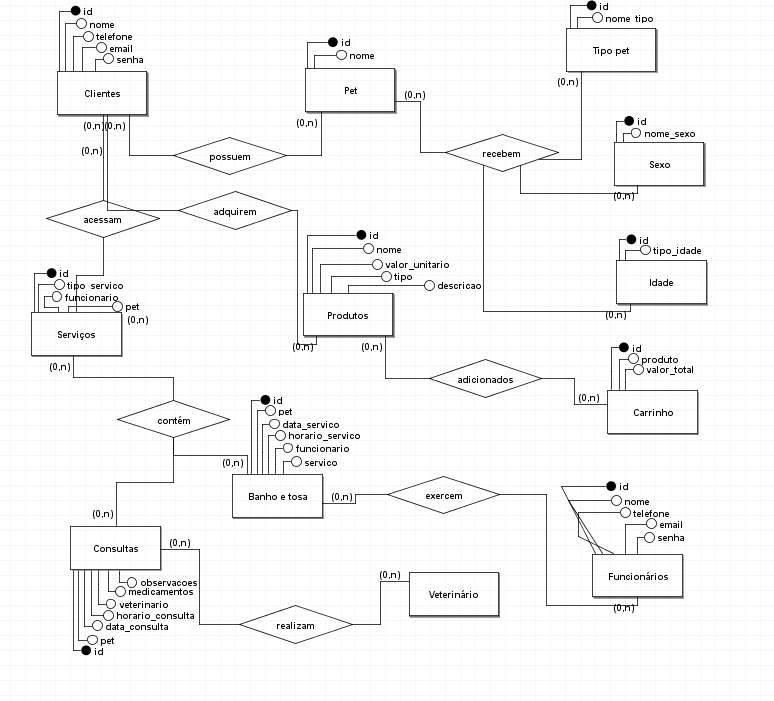 id
nome
telefone
email
senha
Clientes
(0,n)
(0,n)
(0,n)
id
nome
Pet
(0,n)
(0,n)
id
nome tipo
Tipo pet
(0,n)
possuem
recebem
id
nome_sexo
Sexo
(0,n)
acessam
adquirem
id
nome
valor_unitario
tipo
descricao
Produtos
(0,n)
(0,n)
id
tipo_idade
Idade
(0,n)
id
tipo_servico
funcionario
pet
Serviços
(0,n)
(0,n)
adicionados
id
produto
valor_total
(0,n)
Carrinho
contém
id
pet
data_servico
horario_servico
funcionario
servico
(0,n)
Banho e tosa
(0,n)
exercem
id
nome
telefone
email
senha
Funcionários
(0,n)
(0,n)
Consultas
(0,n)
observacoes
medicamentos
veterinario
horario_consulta
data_consulta
pet
id
realizam
(0,n)
Veterinário